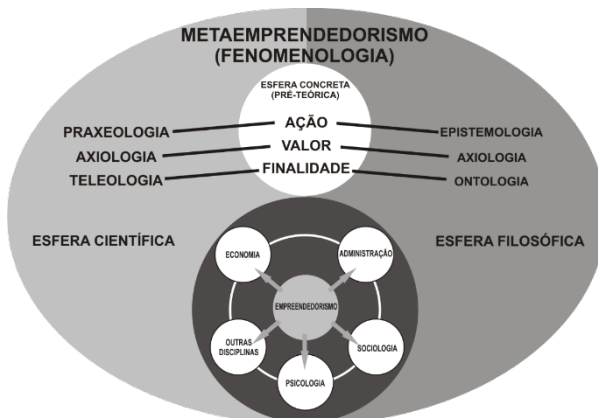 METAEMPRENDEDORISMO
(FENOMENOLOGIA)
ESFERA CONCRETA
(PRÉ-TEÓRICA)
PRAXEOLOGIA
AÇÃO
EPISTEMOLOGIA
AXIOLOGIA
VALOR
AXIOLOGIA
TELEOLOGIA
FINALIDADE
ONTOLOGIA
ESFERA CIENTÍFICA
ESFERA FILOSÓFICA
ECONOMIA
ADMINISTRAÇÃO
EMPREENDEDORISMO
OUTRAS
DISCIPLINAS
SOCIOLOGIA
PSICOLOGIA